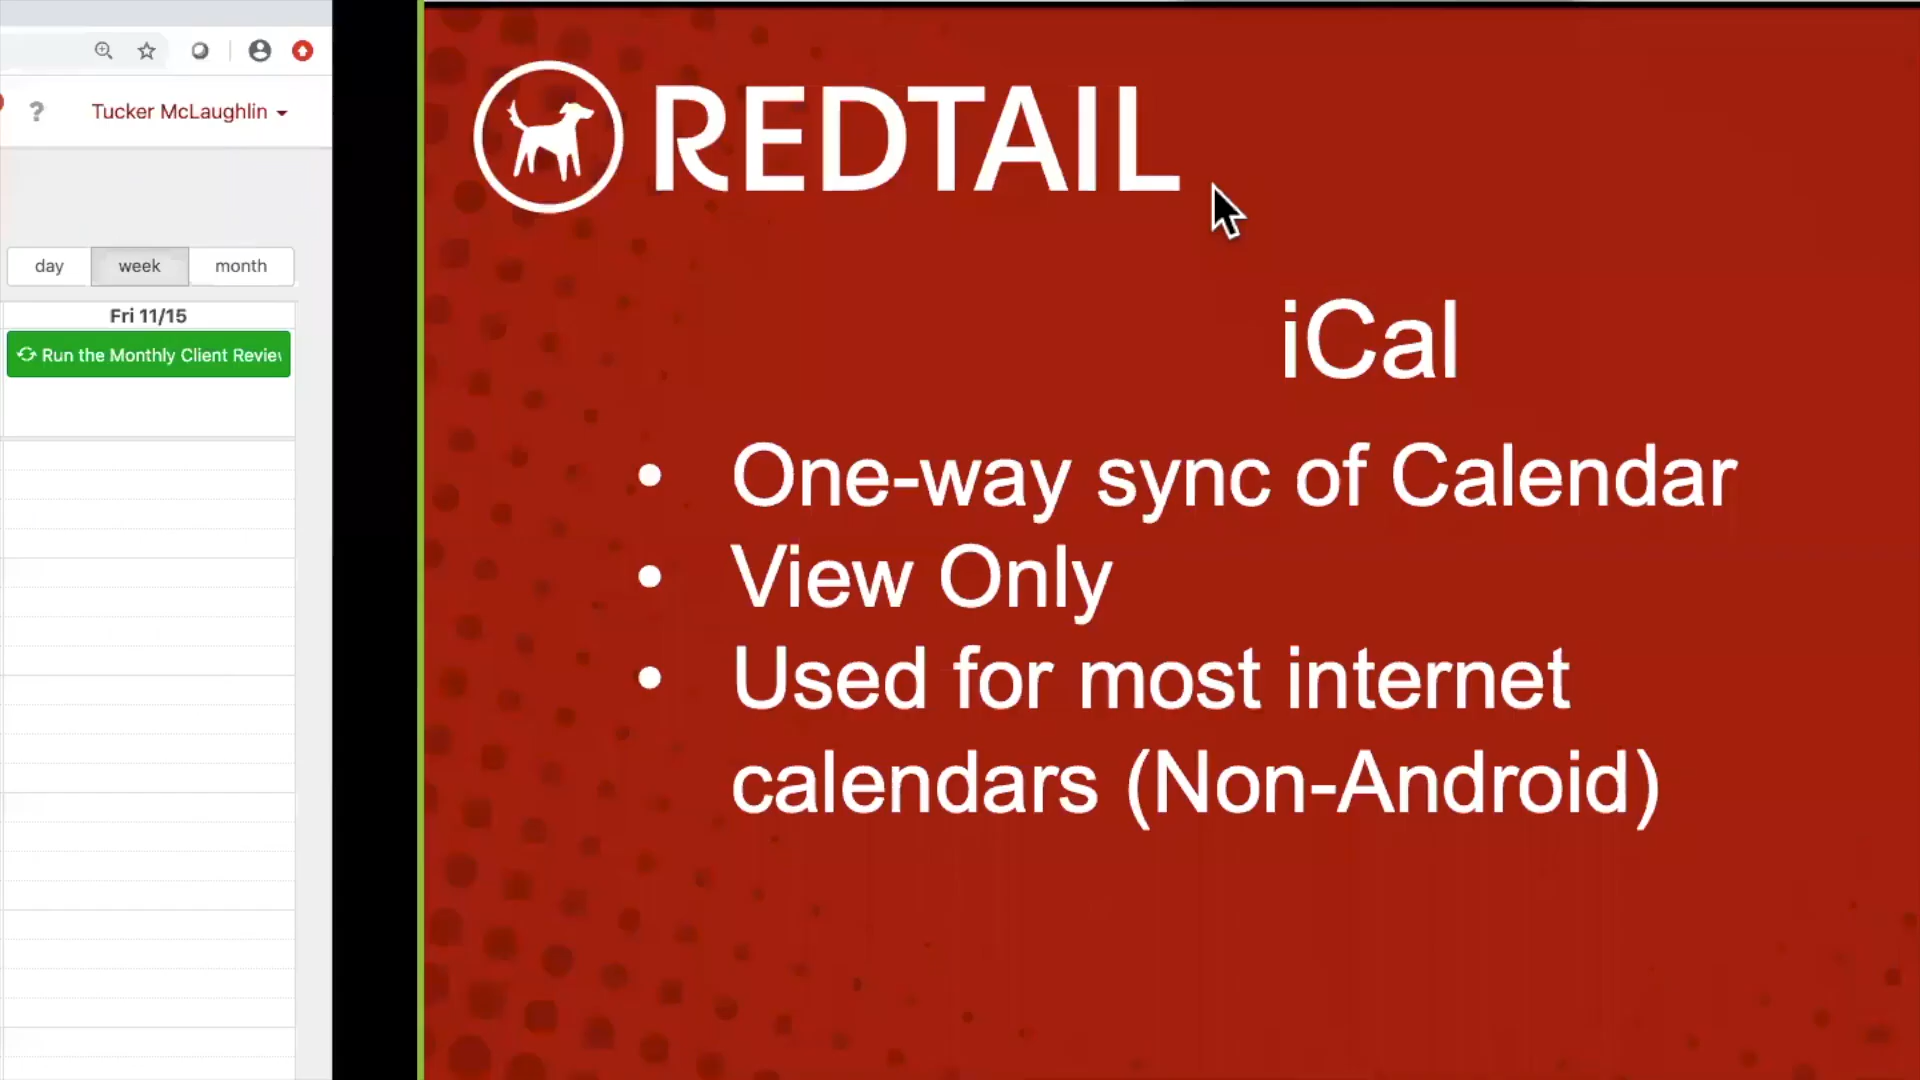 ?
Tucker McLaughlin
day
week
month
Fri 11/15
Run the Monthly Client Review
REDTAIL
iCal
• One-way sync of Calendar
• View Only
• Used for most internet
calendars (Non-Android)